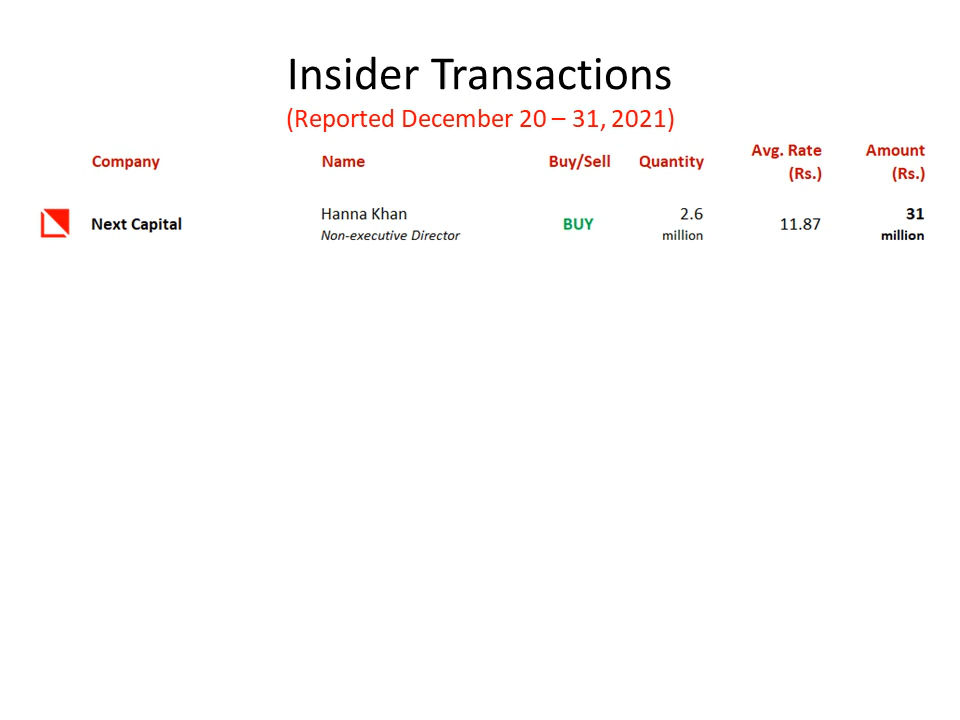 Insider Transactions
(Reported December 20 – 31, 2021)
Company Name Buy/Sell Quantity Avg. Rate (Rs.) Amount (Rs.)
Next Capital Hanna Khan BUY 2.6 11.87 31
Non-executive Director million million